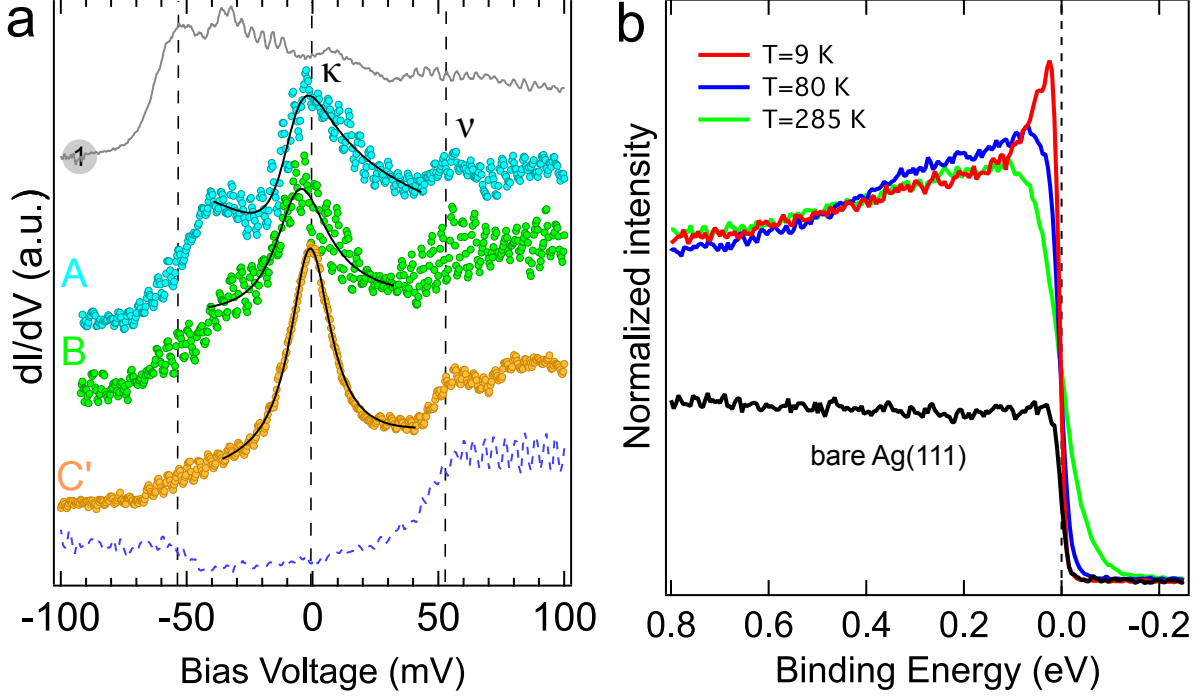 a
κ
ν
1
A
B
C'
dI/dV (a.u.)
-100 -50 0 50 100
Bias Voltage (mV)
b
T=9 K
T=80 K
T=285 K
bare Ag(111)
Normalized intensity
0.8 0.6 0.4 0.2 0.0 -0.2
Binding Energy (eV)